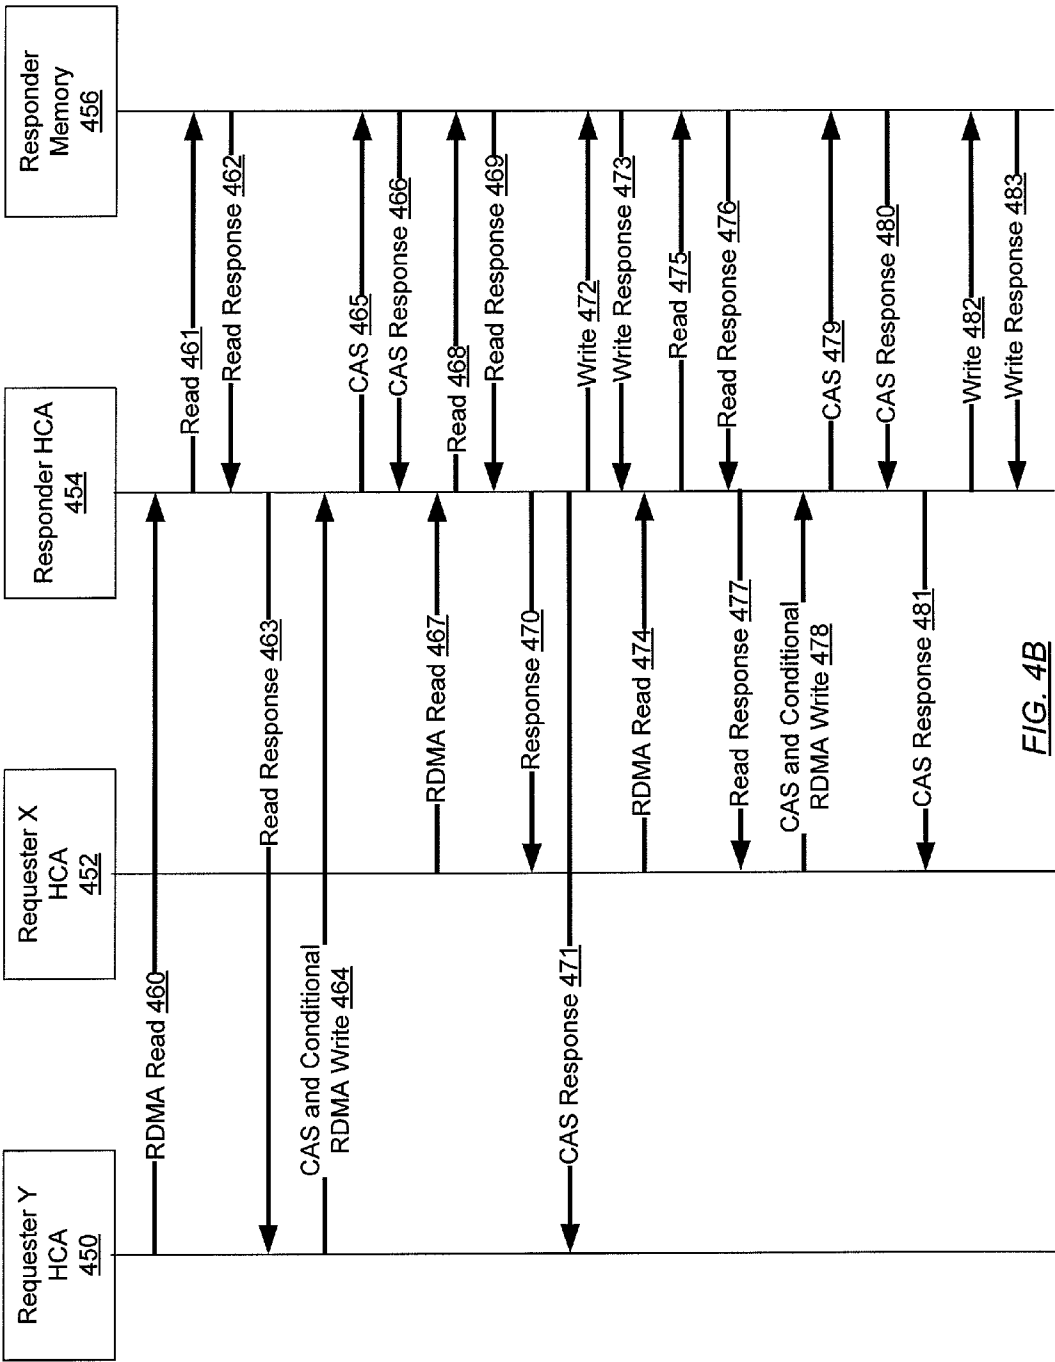 Requester Y
HCA
450
Requester X
HCA
452
Responder HCA
454
Responder
Memory
456
RDMA Read 460
Read 461
Read Response 462
Read Response 463
CAS and Conditional
RDMA Write 464
CAS 465
CAS Response 466
RDMA Read 467
Read 468
Read Response 469
Response 470
CAS Response 471
Write 472
Write Response 473
RDMA Read 474
Read 475
Read Response 476
Read Response 477
CAS and Conditional
RDMA Write 478
CAS 479
CAS Response 480
CAS Response 481
Write 482
Write Response 483
FIG. 4B